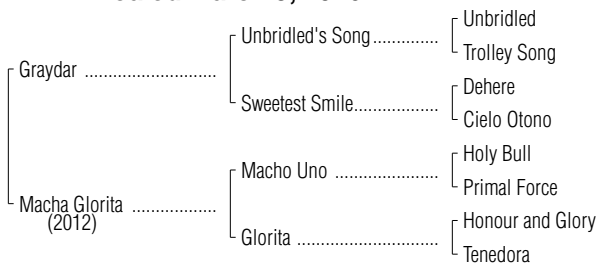 Unbridled
Unbridled's Song..............
Trolley Song
Graydar ............................
Dehere
Sweetest Smile..................
Cielo Otono
Holy Bull
Macho Uno ......................
Primal Force
Macha Glorita ..................
(2012)
Honour and Glory
Glorita ..............................
Tenedora